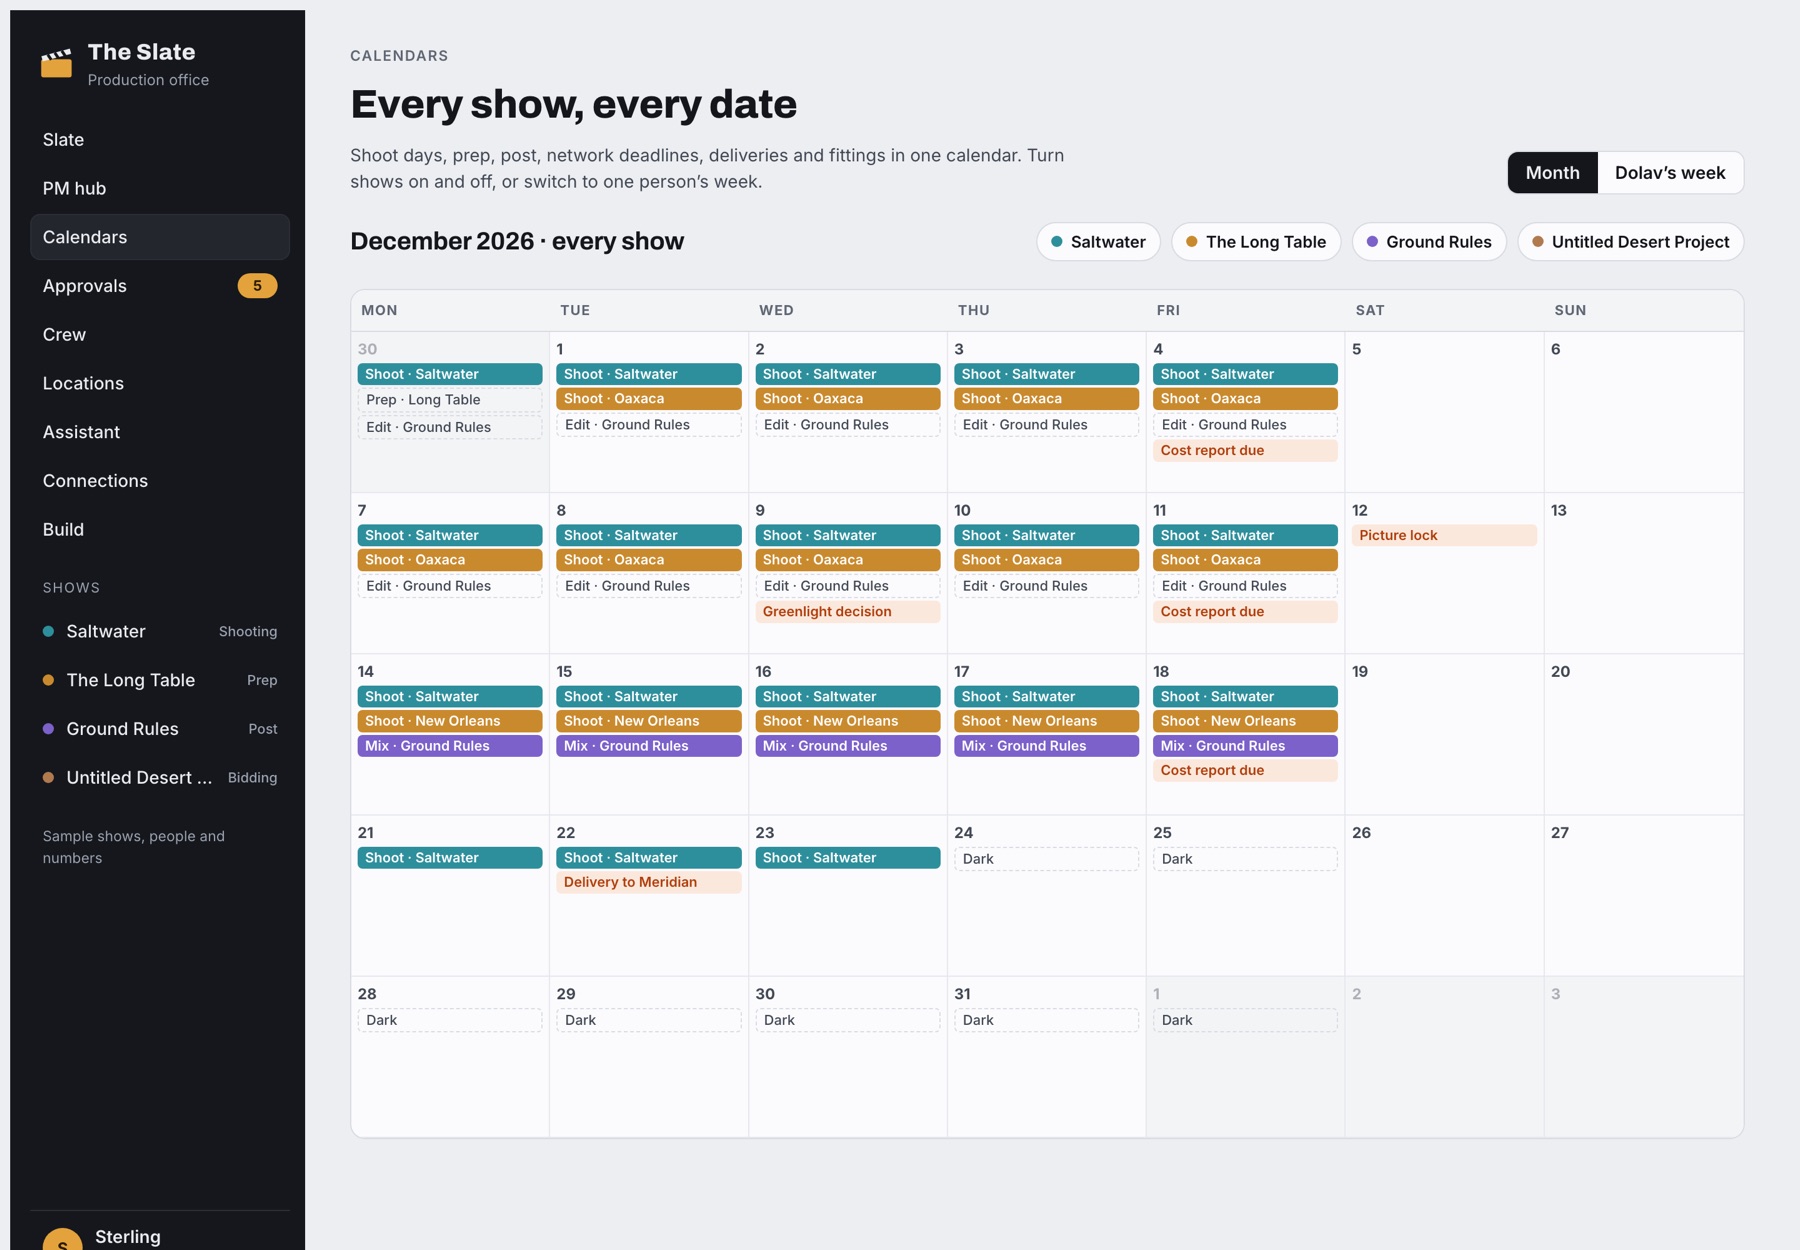 The Slate
Production office
Slate
PM hub
Calendars
Approvals 5
Crew
Locations
Assistant
Connections
Build
SHOWS
Saltwater Shooting
The Long Table Prep
Ground Rules Post
Untitled Desert ... Bidding
Sample shows, people and
numbers
S Sterling
CALENDARS
Every show, every date
Shoot days, prep, post, network deadlines, deliveries and fittings in one calendar. Turn
shows on and off, or switch to one person’s week.
Month Dolav’s week
December 2026 · every show
Saltwater The Long Table Ground Rules Untitled Desert Project
MON TUE WED THU FRI SAT SUN
30 1 2 3 4 5 6
Shoot · Saltwater Shoot · Saltwater Shoot · Saltwater Shoot · Saltwater Shoot · Saltwater
Prep · Long Table Shoot · Oaxaca Shoot · Oaxaca Shoot · Oaxaca Shoot · Oaxaca
Edit · Ground Rules Edit · Ground Rules Edit · Ground Rules Edit · Ground Rules Edit · Ground Rules
Cost report due
7 8 9 10 11 12 13
Shoot · Saltwater Shoot · Saltwater Shoot · Saltwater Shoot · Saltwater Shoot · Saltwater Picture lock
Shoot · Oaxaca Shoot · Oaxaca Shoot · Oaxaca Shoot · Oaxaca Shoot · Oaxaca
Edit · Ground Rules Edit · Ground Rules Edit · Ground Rules Edit · Ground Rules Edit · Ground Rules
Greenlight decision Cost report due
14 15 16 17 18 19 20
Shoot · Saltwater Shoot · Saltwater Shoot · Saltwater Shoot · Saltwater Shoot · Saltwater
Shoot · New Orleans Shoot · New Orleans Shoot · New Orleans Shoot · New Orleans Shoot · New Orleans
Mix · Ground Rules Mix · Ground Rules Mix · Ground Rules Mix · Ground Rules Mix · Ground Rules
Cost report due
21 22 23 24 25 26 27
Shoot · Saltwater Shoot · Saltwater Shoot · Saltwater Dark Dark
Delivery to Meridian
28 29 30 31 1 2 3
Dark Dark Dark Dark Dark